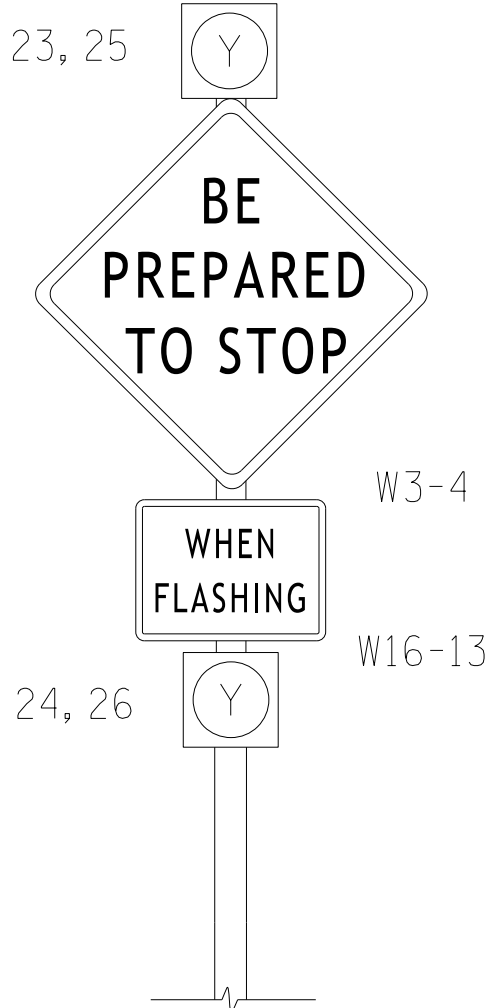 23, 25
Y
BE
PREPARED
TO STOP
W3-4
WHEN
FLASHING
W16-13
24, 26
Y